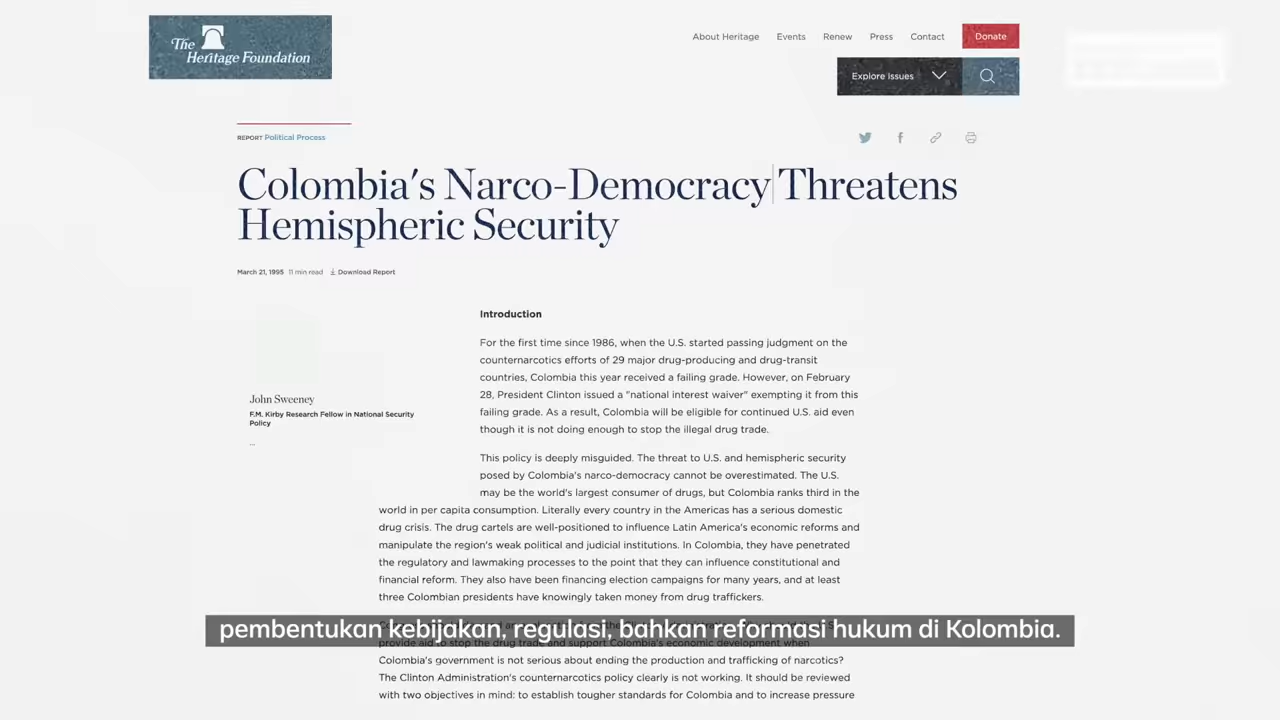 The
Heritage Foundation
About Heritage Events Renew Press Contact Donate
Explore Issues
REPORT Political Process
Colombia's Narco-Democracy Threatens
Hemispheric Security
March 21, 1995 11 min read Download Report
John Sweeney
F.M. Kirby Research Fellow in National Security
Policy
...
Introduction
For the first time since 1986, when the U.S. started passing judgment on the
counternarcotics efforts of 29 major drug-producing and drug-transit
countries, Colombia this year received a failing grade. However, on February
28, President Clinton issued a "national interest waiver" exempting it from this
failing grade. As a result, Colombia will be eligible for continued U.S. aid even
though it is not doing enough to stop the illegal drug trade.
This policy is deeply misguided. The threat to U.S. and hemispheric security
posed by Colombia's narco-democracy cannot be overestimated. The U.S.
may be the world's largest consumer of drugs, but Colombia ranks third in the
world in per capita consumption. Literally every country in the Americas has a serious domestic
drug crisis. The drug cartels are well-positioned to influence Latin America's economic reforms and
manipulate the region's weak political and judicial institutions. In Colombia, they have penetrated
the regulatory and lawmaking processes to the point that they can influence constitutional and
financial reform. They also have been financing election campaigns for many years, and at least
three Colombian presidents have knowingly taken money from drug traffickers.
pembentukan kebijakan, regulasi, bahkan reformasi hukum di Kolombia.
provide aid to stop the drug trade and support Colombia's economic development when
Colombia's government is not serious about ending the production and trafficking of narcotics?
The Clinton Administration's counternarcotics policy clearly is not working. It should be reviewed
with two objectives in mind: to establish tougher standards for Colombia and to increase pressure